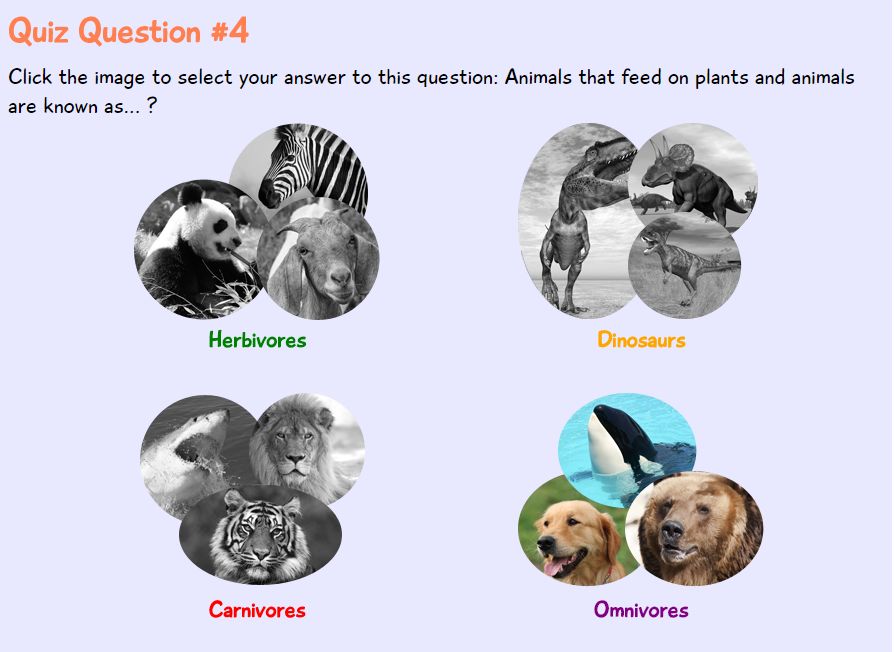 Quiz Question #4
Click the image to select your answer to this question: Animals that feed on plants and animals
are known as... ?
Herbivores
Dinosaurs
Carnivores
Omnivores